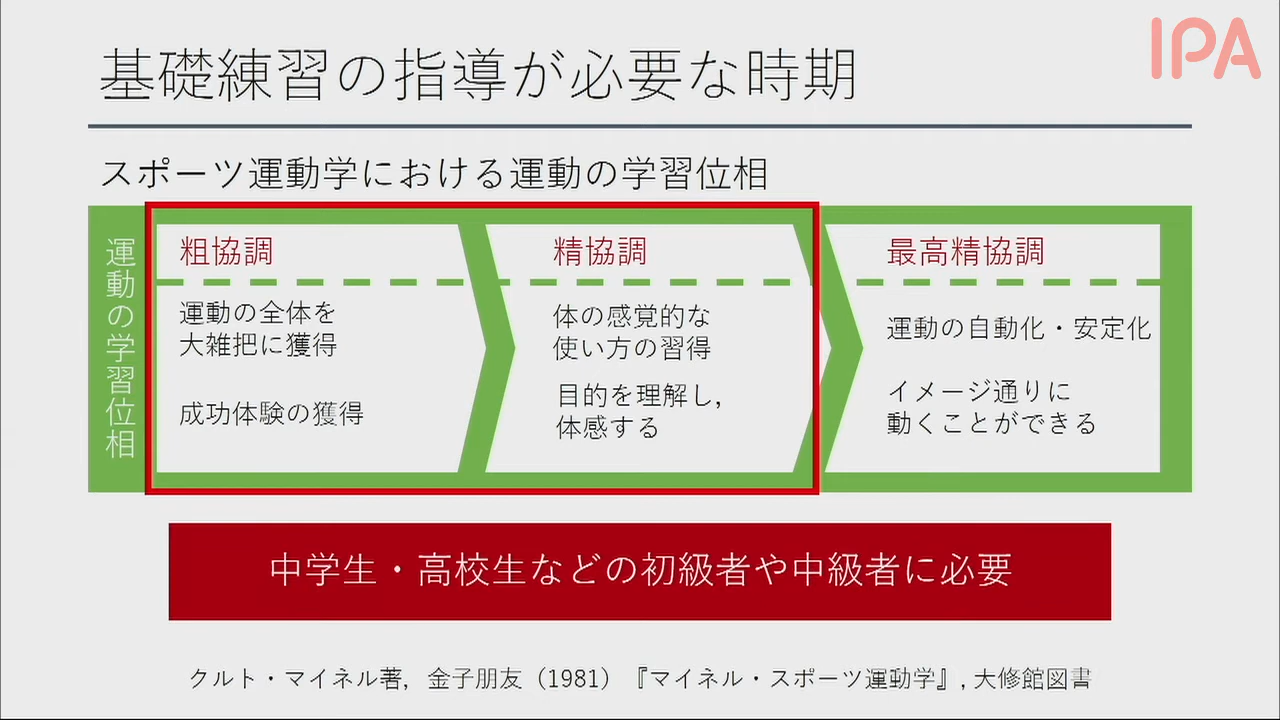 IPA
基礎練習の指導が必要な時期
スポーツ運動学における運動の学習位相
運動の学習位相
粗協調
運動の全体を
大雑把に獲得
成功体験の獲得
精協調
体の感覚的な
使い方の習得
目的を理解し,
体感する
最高精協調
運動の自動化・安定化
イメージ通りに
動くことができる
中学生・高校生などの初級者や中級者に必要
クルト・マイネル著, 金子朋友（1981）『マイネル・スポーツ運動学』, 大修館図書